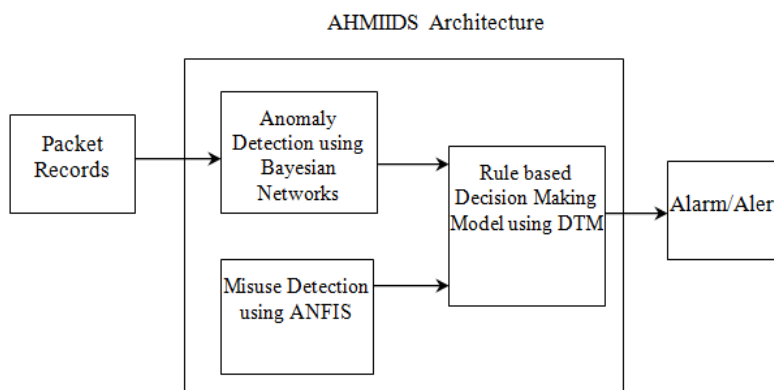 AHMIIDS Architecture
Packet
Records
Anomaly
Detection using
Bayesian
Networks
Misuse Detection
using ANFIS
Rule based
Decision Making
Model using DTM
Alarm/Aler